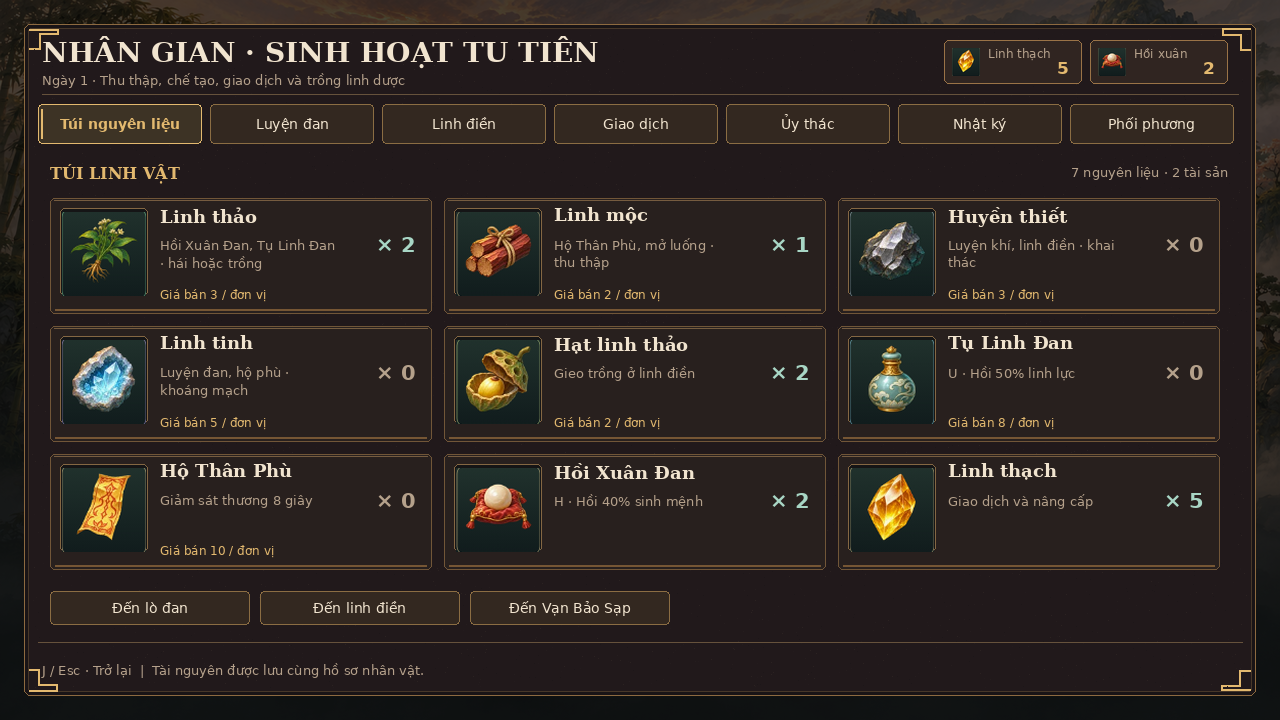 NHÂN GIAN · SINH HOẠT TU TIÊN
Ngày 1 · Thu thập, chế tạo, giao dịch và trồng linh dược
Linh thạch
5
Hồi xuân
2
Túi nguyên liệu
Luyện đan
Linh điền
Giao dịch
Ủy thác
Nhật ký
Phối phương
TÚI LINH VẬT
7 nguyên liệu · 2 tài sản
Linh thảo
Hồi Xuân Đan, Tụ Linh Đan
· hái hoặc trồng
× 2
Giá bán 3 / đơn vị
Linh mộc
Hộ Thân Phù, mở luống ·
thu thập
× 1
Giá bán 2 / đơn vị
Huyền thiết
Luyện khí, linh điền · khai
thác
× 0
Giá bán 3 / đơn vị
Linh tinh
Luyện đan, hộ phù ·
khoáng mạch
× 0
Giá bán 5 / đơn vị
Hạt linh thảo
Gieo trồng ở linh điền
× 2
Giá bán 2 / đơn vị
Tụ Linh Đan
U · Hồi 50% linh lực
× 0
Giá bán 8 / đơn vị
Hộ Thân Phù
Giảm sát thương 8 giây
× 0
Giá bán 10 / đơn vị
Hồi Xuân Đan
H · Hồi 40% sinh mệnh
× 2
Linh thạch
Giao dịch và nâng cấp
× 5
Đến lò đan
Đến linh điền
Đến Vạn Bảo Sạp
J / Esc · Trở lại | Tài nguyên được lưu cùng hồ sơ nhân vật.